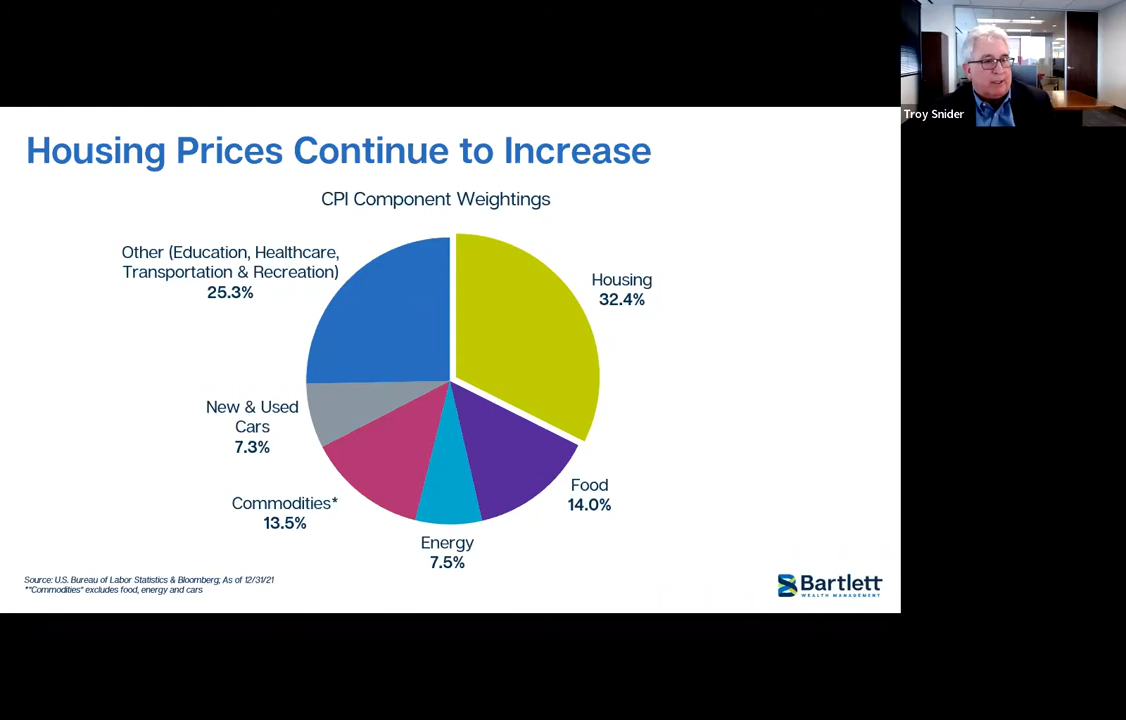 Troy Snider
Housing Prices Continue to Increase
CPI Component Weightings
Other (Education, Healthcare,
Transportation & Recreation)
25.3%
Housing
32.4%
New & Used
Cars
7.3%
Commodities*
13.5%
Food
14.0%
Energy
7.5%
Source: U.S. Bureau of Labor Statistics & Bloomberg; As of 12/31/21
*"Commodities" excludes food, energy and cars
Bartlett
WEALTH MANAGEMENT